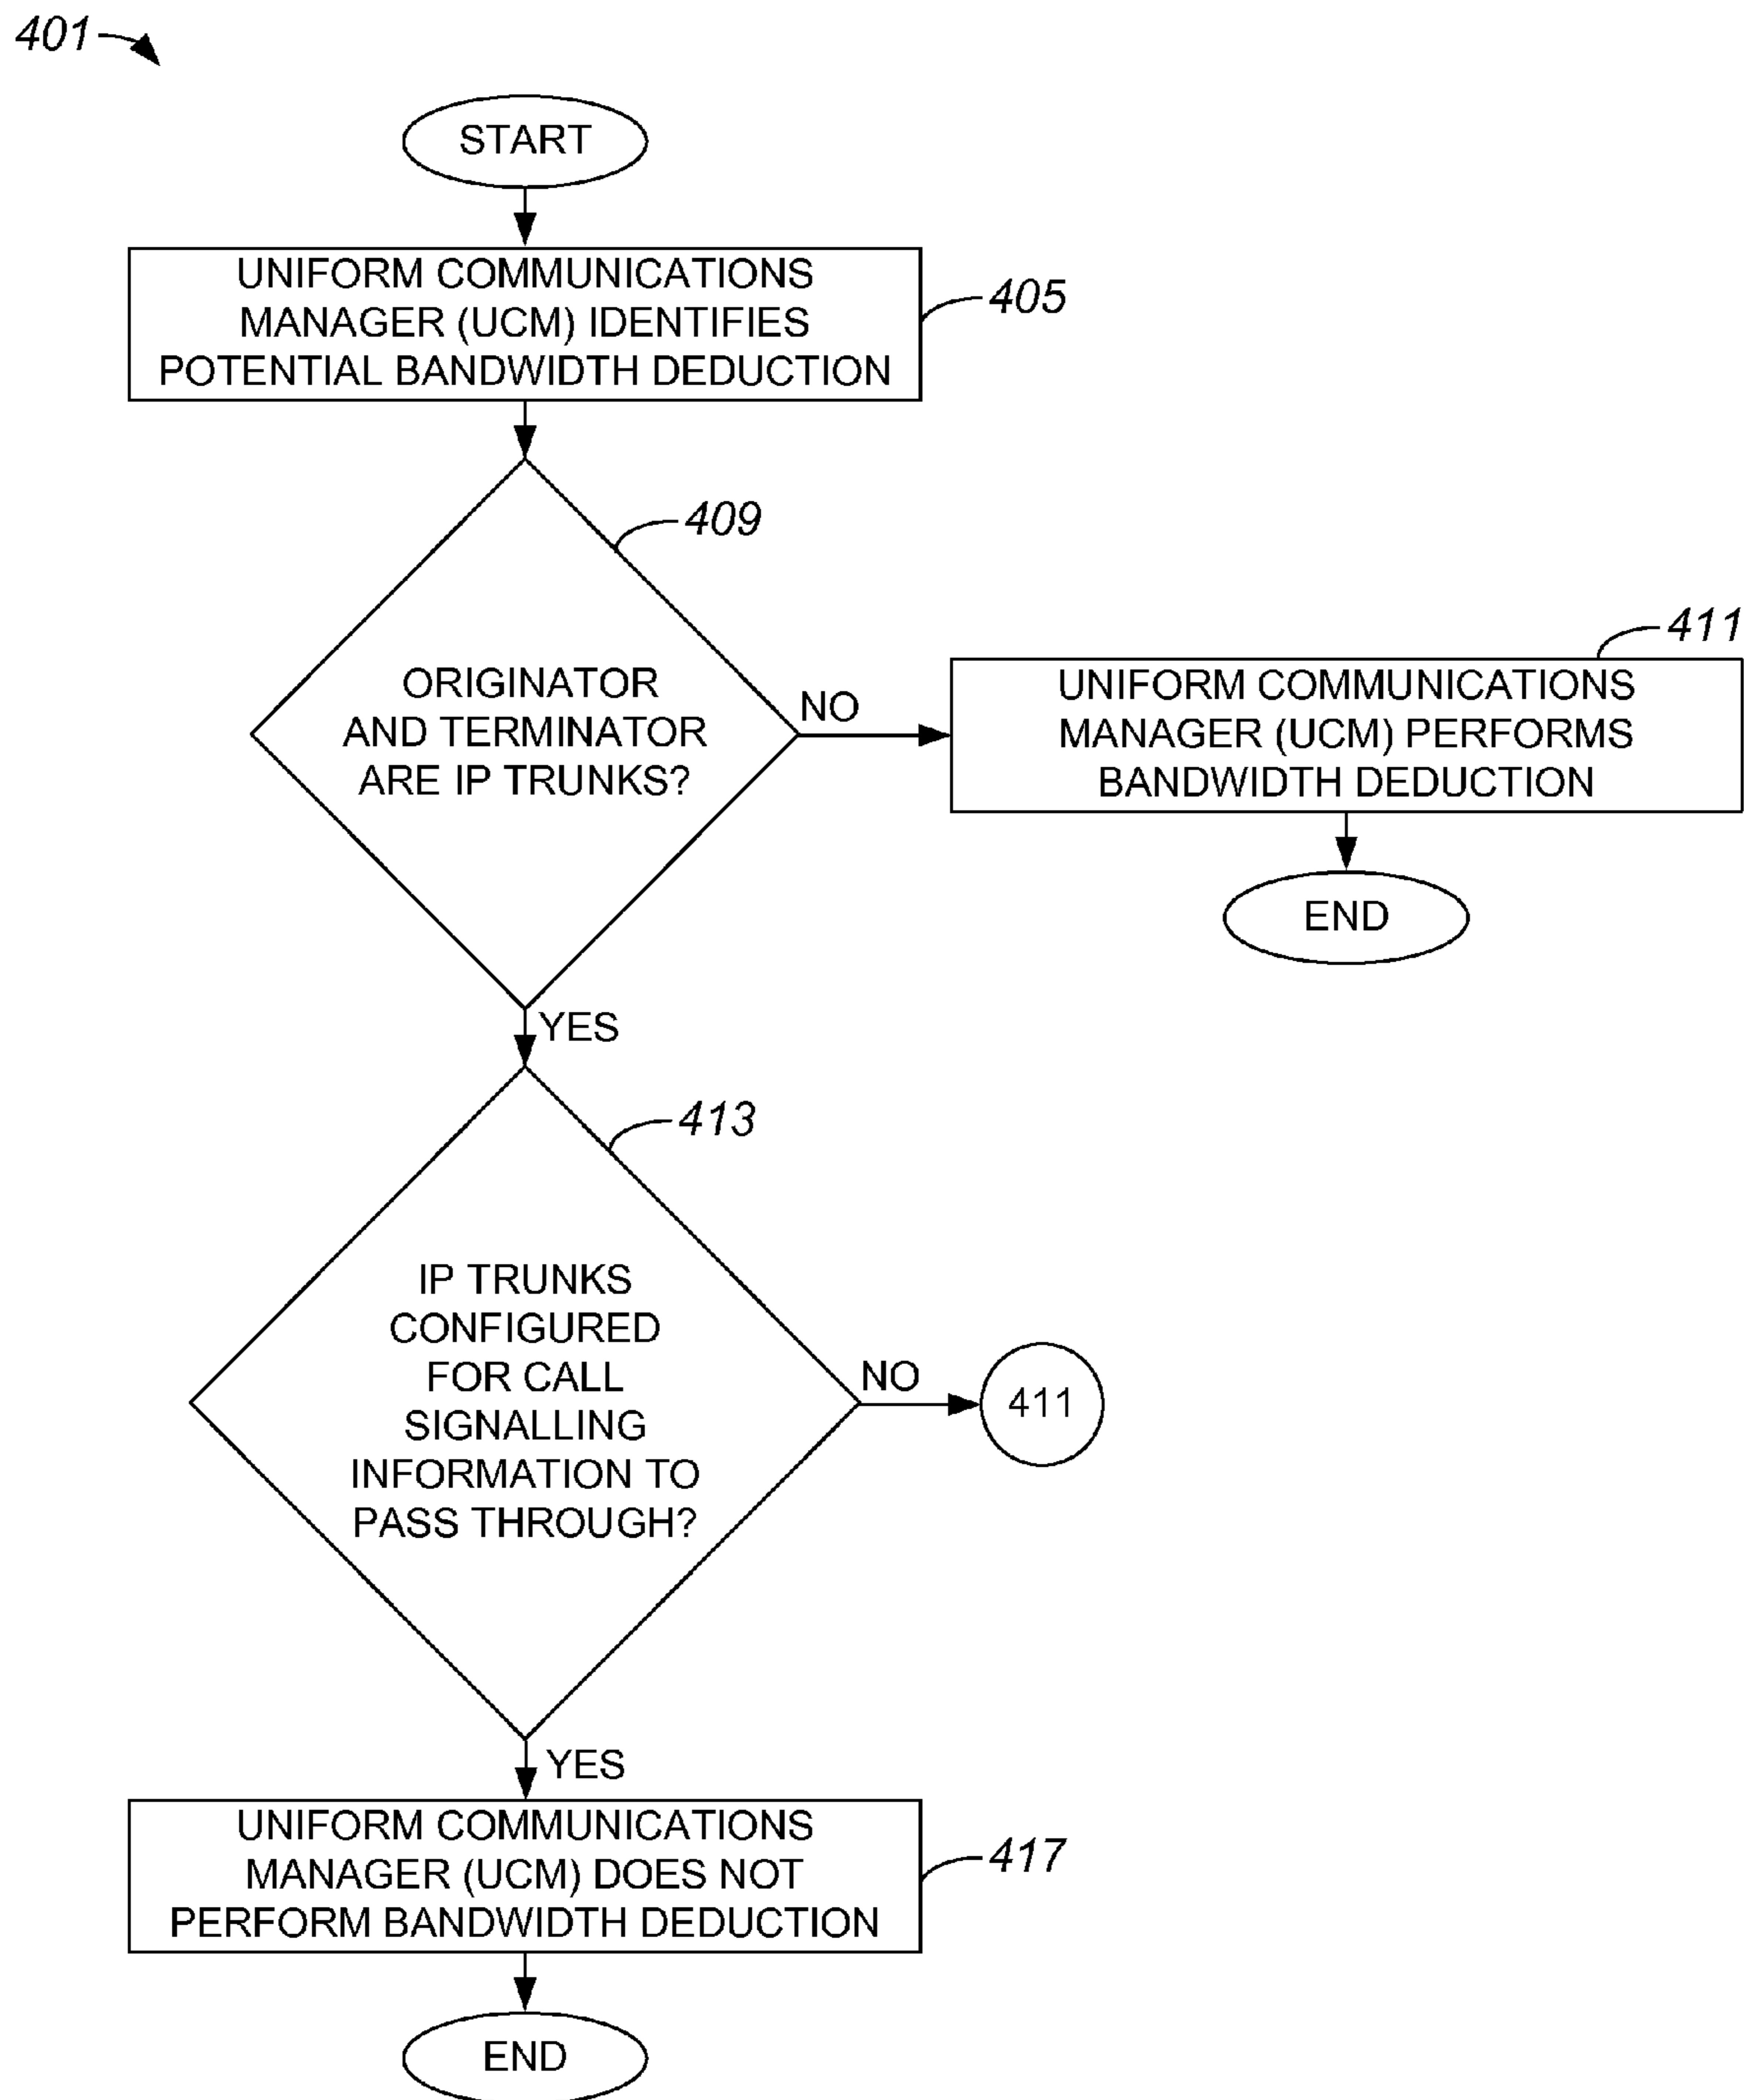 401
START
UNIFORM COMMUNICATIONS
MANAGER (UCM) IDENTIFIES
POTENTIAL BANDWIDTH DEDUCTION
405
409
ORIGINATOR
AND TERMINATOR
ARE IP TRUNKS?
NO
411
UNIFORM COMMUNICATIONS
MANAGER (UCM) PERFORMS
BANDWIDTH DEDUCTION
END
YES
413
IP TRUNKS
CONFIGURED
FOR CALL
SIGNALLING
INFORMATION TO
PASS THROUGH?
NO
411
YES
UNIFORM COMMUNICATIONS
MANAGER (UCM) DOES NOT
PERFORM BANDWIDTH DEDUCTION
417
END